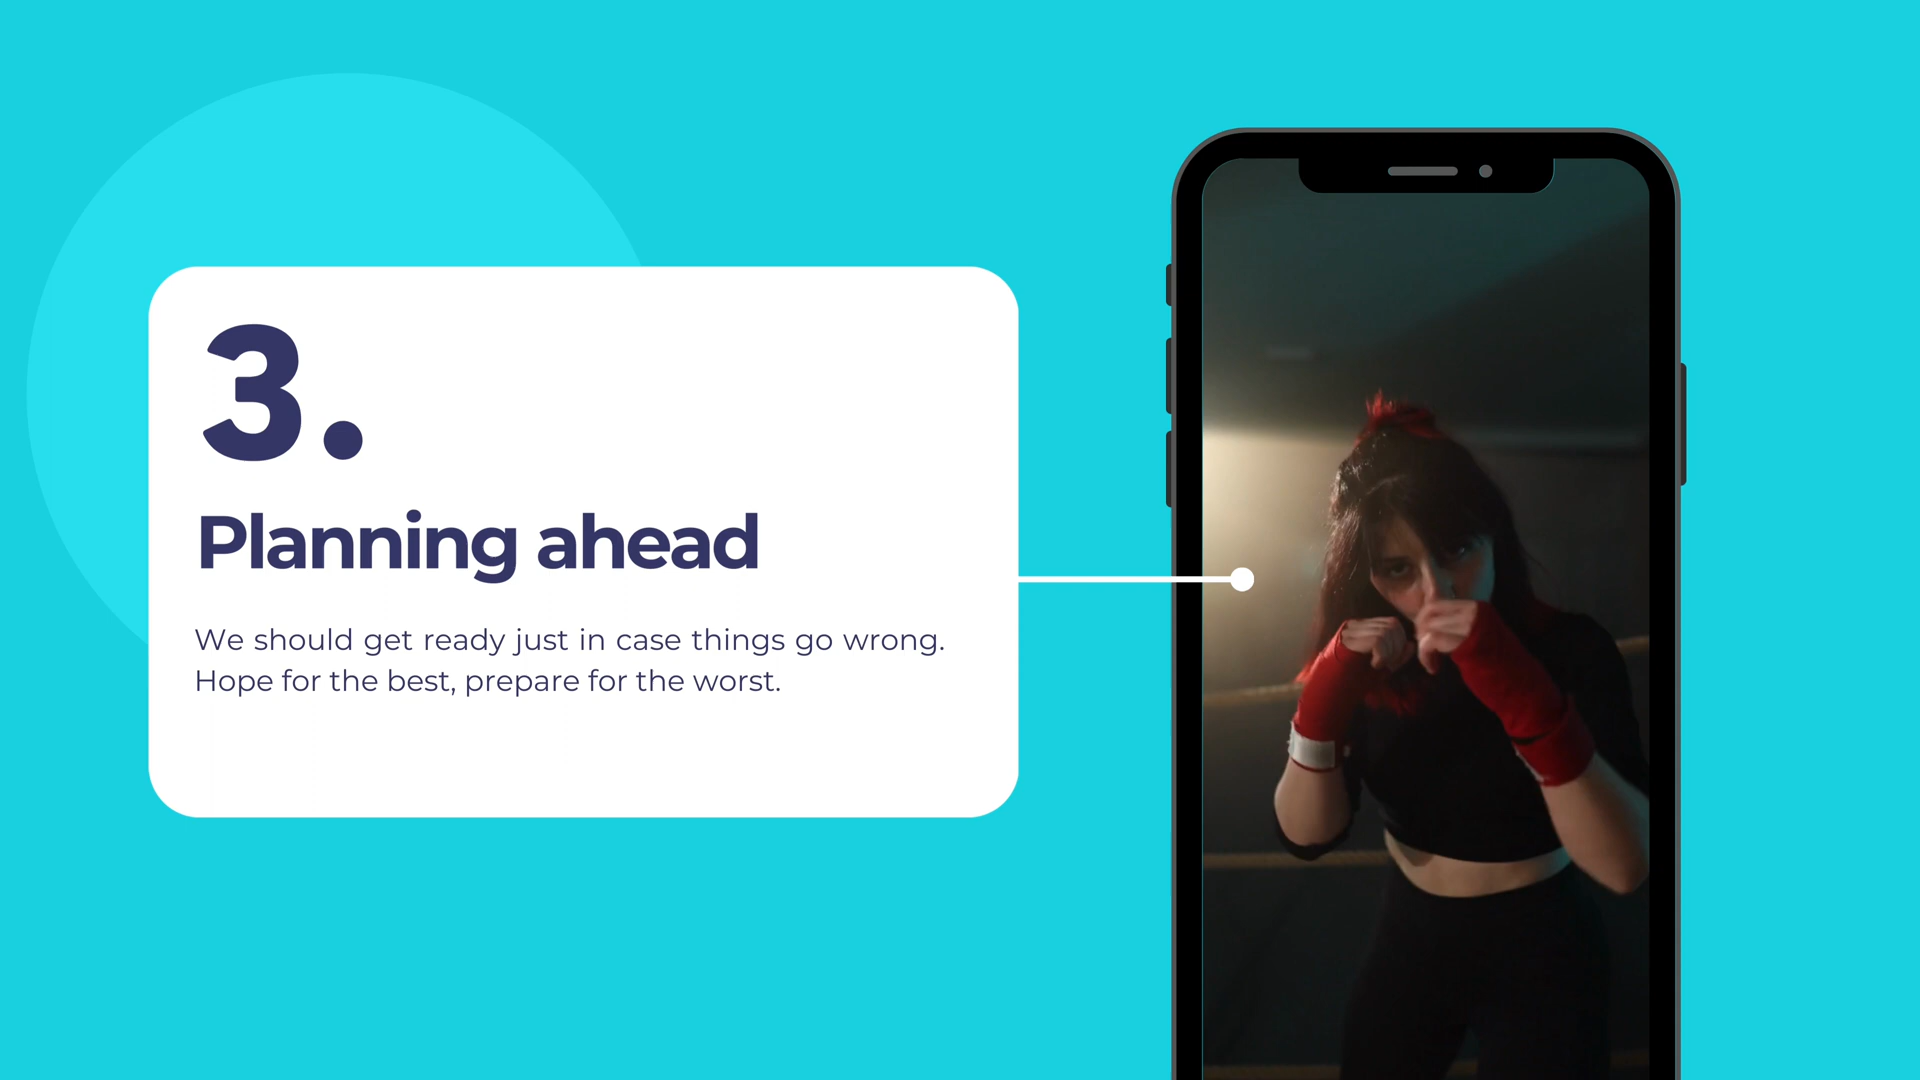 3.
Planning ahead
We should get ready just in case things go wrong.
Hope for the best, prepare for the worst.